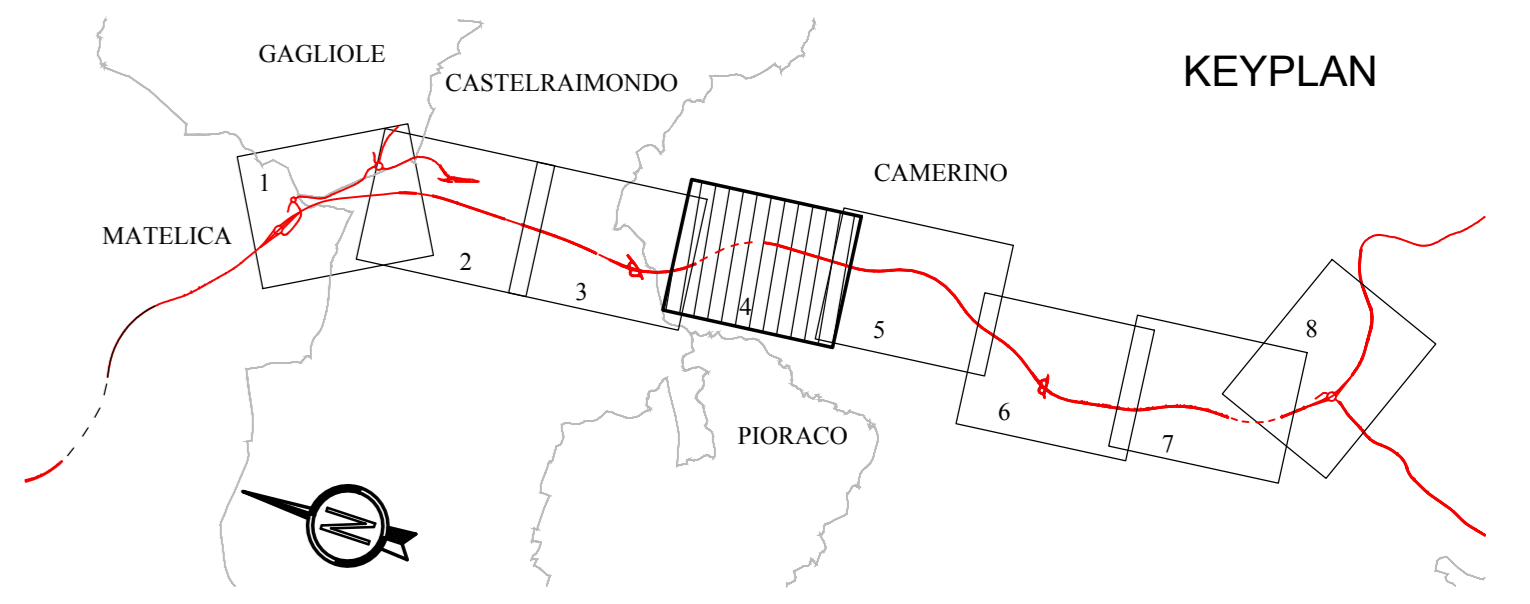 GAGLIOLE
KEYPLAN
CASTELRAIMONDO
CAMERINO
1
MATELICA
2
3
4
5
8
6
7
PIORACO
N